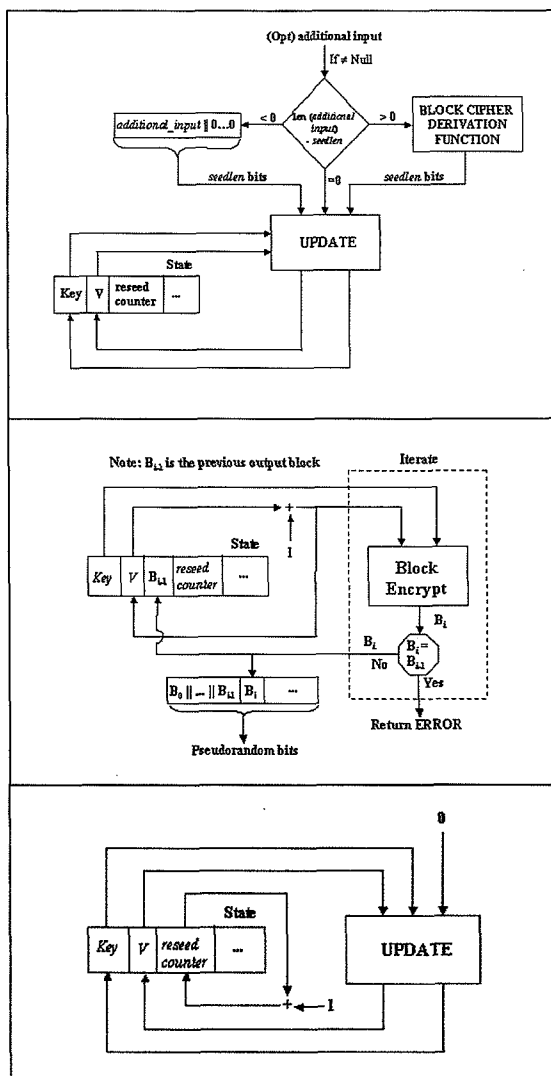 (Opt) additional input
If ≠ Null
< 0
len (additional
input)
- seedlen
> 0
additional_input || 0...0
BLOCK CIPHER
DERIVATION
FUNCTION
seedlen bits
=0
seedlen bits
UPDATE
State
Key
V
reseed
counter
...
Note: Bi-1 is the previous output block
Iterate
+
1
State
Key
V
Bi-1
reseed
counter
...
Block
Encrypt
Bi
Bi
Bi =
Bi-1
No
Yes
B0 || ... || Bi-1
Bi
...
Return ERROR
Pseudorandom bits
0
State
Key
V
reseed
counter
...
UPDATE
+
1